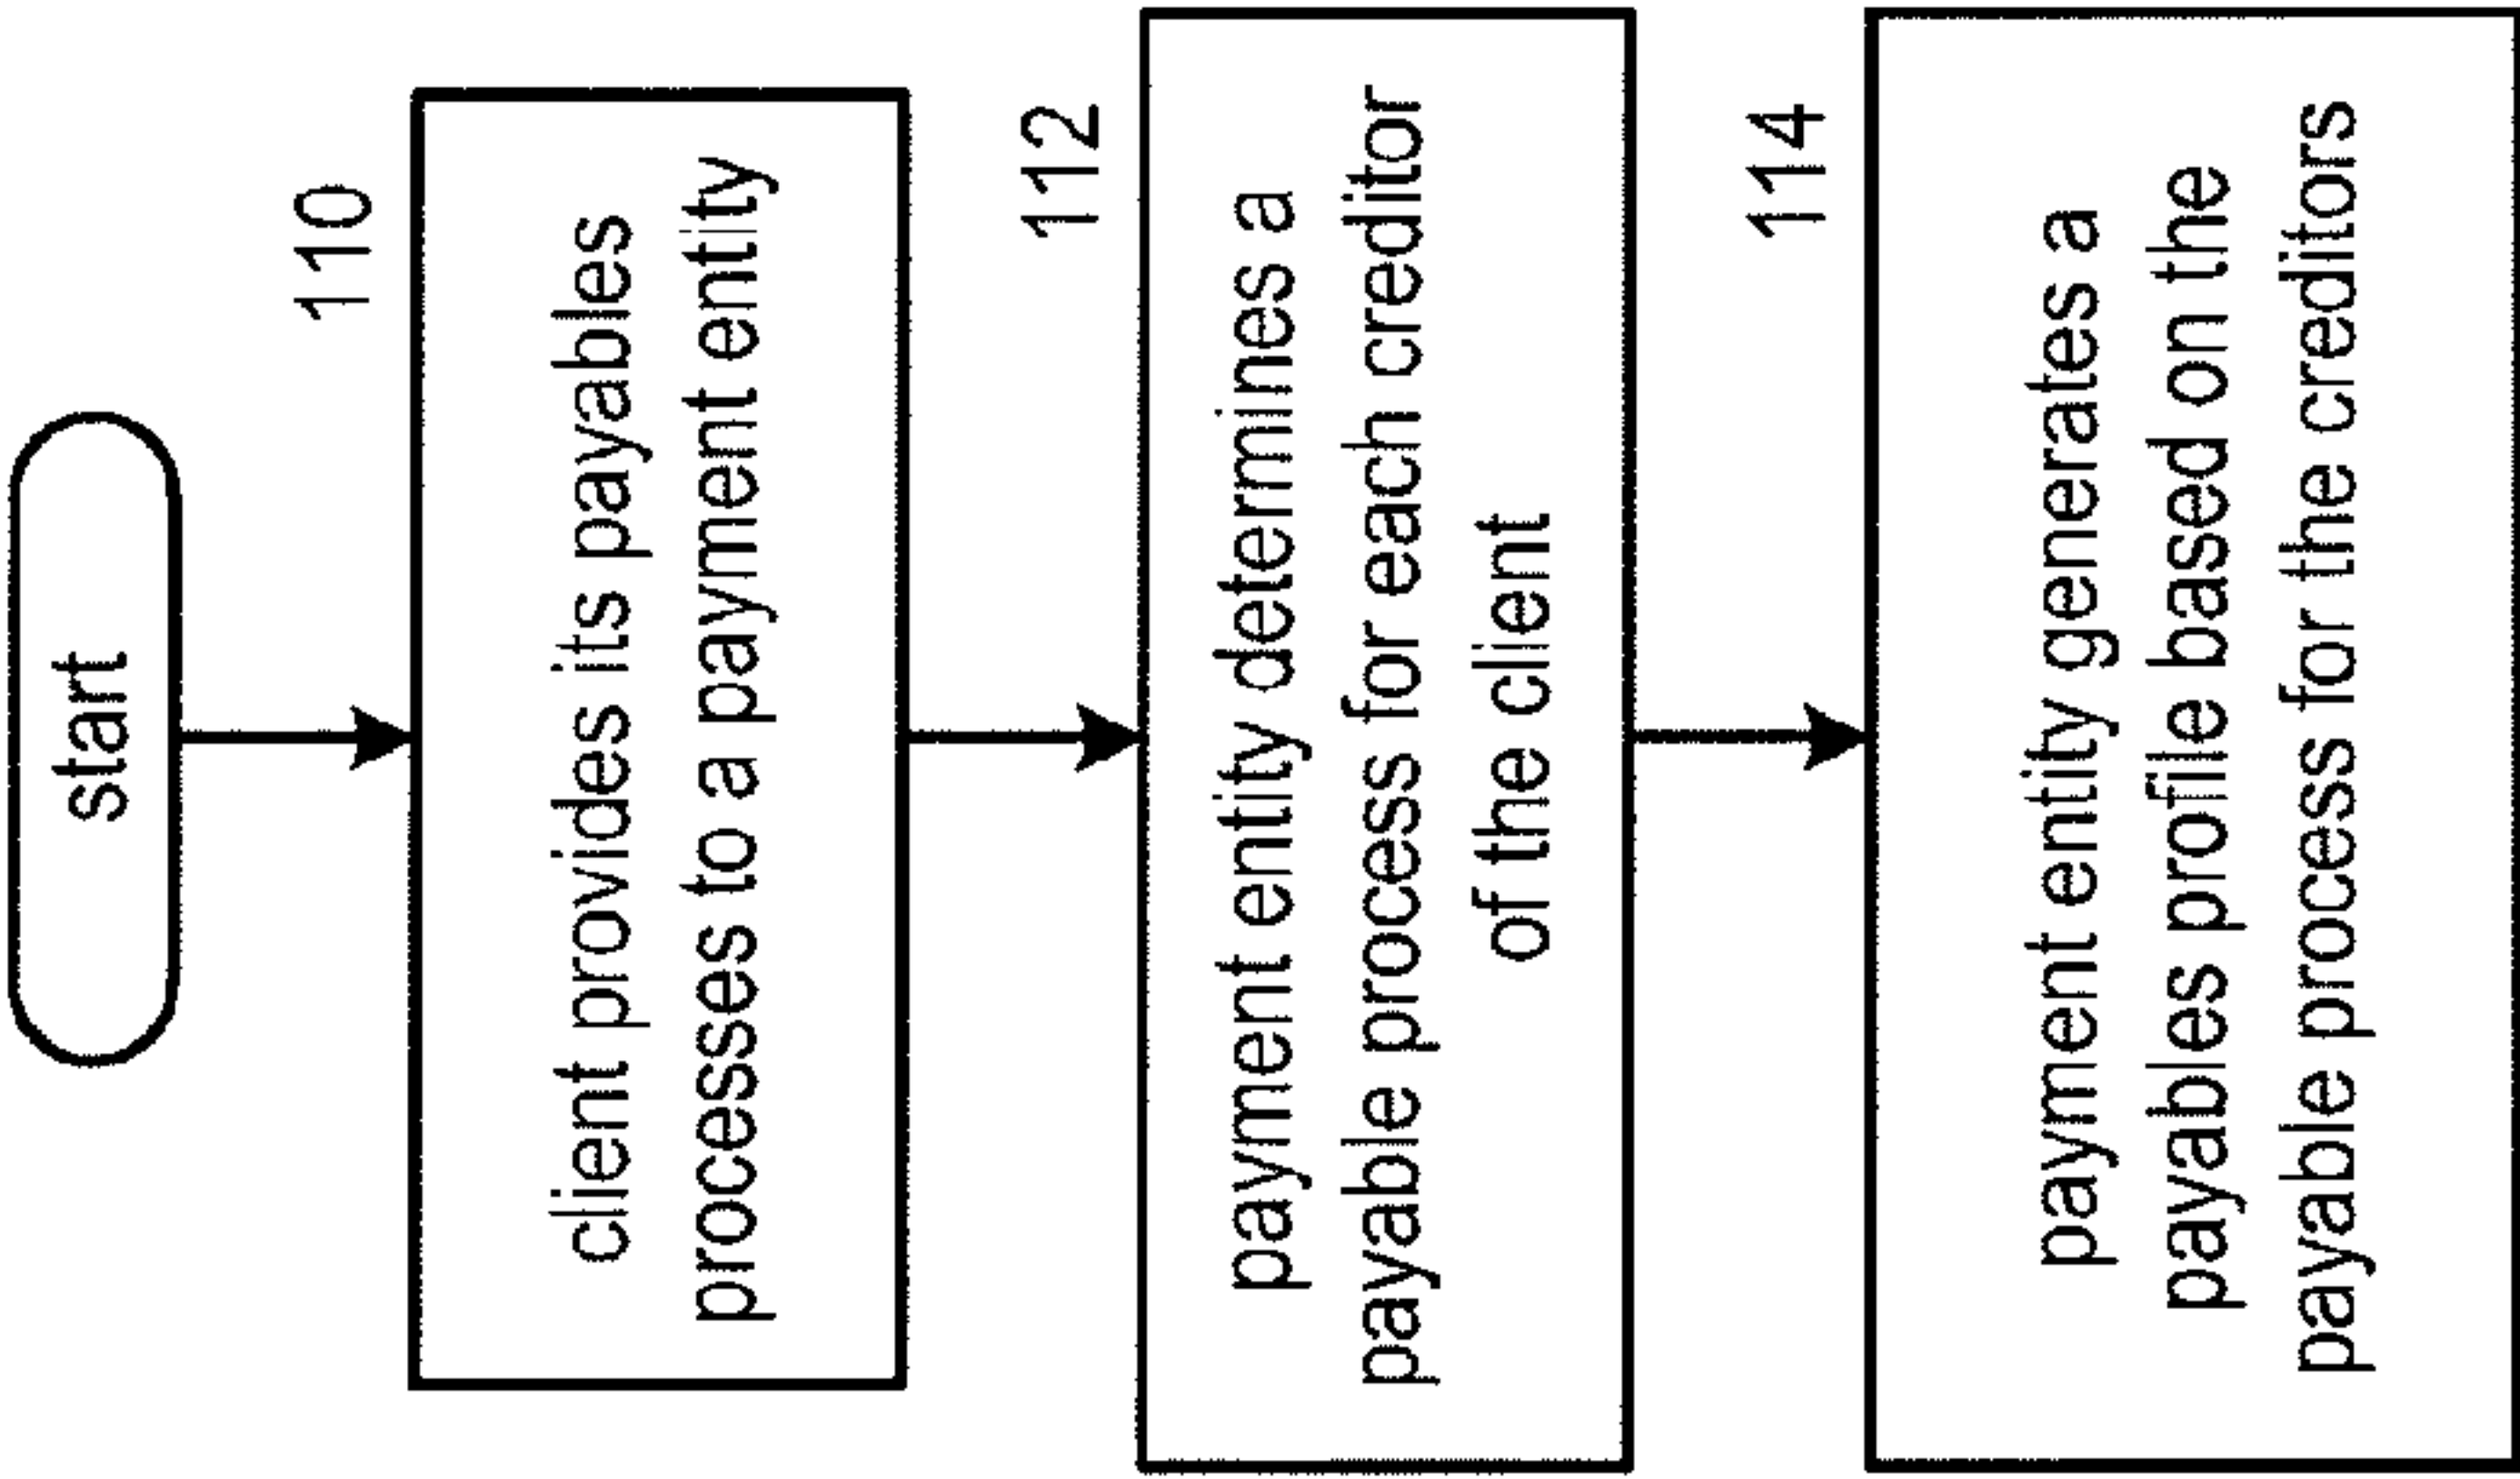 start
110
client provides its payables
processes to a payment entity
112
payment entity determines a
payable process for each creditor
of the client
114
payment entity generates a
payables profile based on the
payable process for the creditors